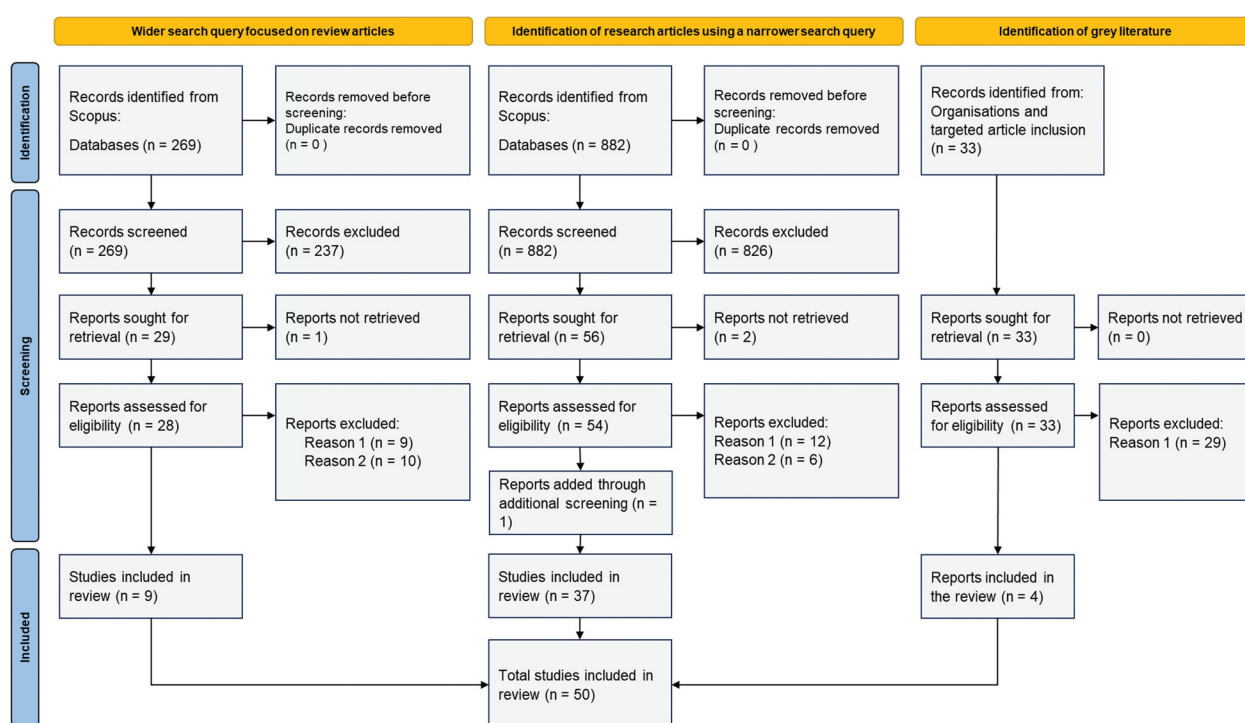 Wider search query focused on review articles
Identification of research articles using a narrower search query
Identification of grey literature
Identification
Records identified from
Scopus:
Databases (n = 269)
Records removed before
screening:
Duplicate records removed
(n = 0 )
Records identified from
Scopus:
Databases (n = 882)
Records removed before
screening:
Duplicate records removed
(n = 0 )
Records identified from:
Organisations and
targeted article inclusion
(n = 33)
Screening
Records screened
(n = 269)
Records excluded
(n = 237)
Records screened
(n = 882)
Records excluded
(n = 826)
Reports sought for
retrieval (n = 29)
Reports not retrieved
(n = 1)
Reports sought for
retrieval (n = 56)
Reports not retrieved
(n = 2)
Reports sought for
retrieval (n = 33)
Reports not retrieved
(n = 0)
Reports assessed for
eligibility (n = 28)
Reports excluded:
Reason 1 (n = 9)
Reason 2 (n = 10)
Reports assessed for
eligibility (n = 54)
Reports excluded:
Reason 1 (n = 12)
Reason 2 (n = 6)
Reports assessed
for eligibility (n = 33)
Reports excluded:
Reason 1 (n = 29)
Reports added through
additional screening (n =
1)
Included
Studies included in
review (n = 9)
Studies included in
review (n = 37)
Reports included in
the review (n = 4)
Total studies included in
review (n = 50)